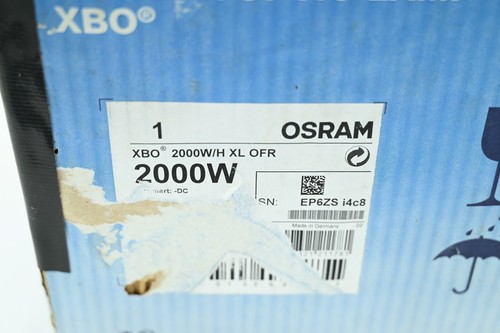 XBO®
1 OSRAM
XBO® 2000W/H XL OFR
2000W
-DC
SN: EP6ZS i4c8
Made in Germany